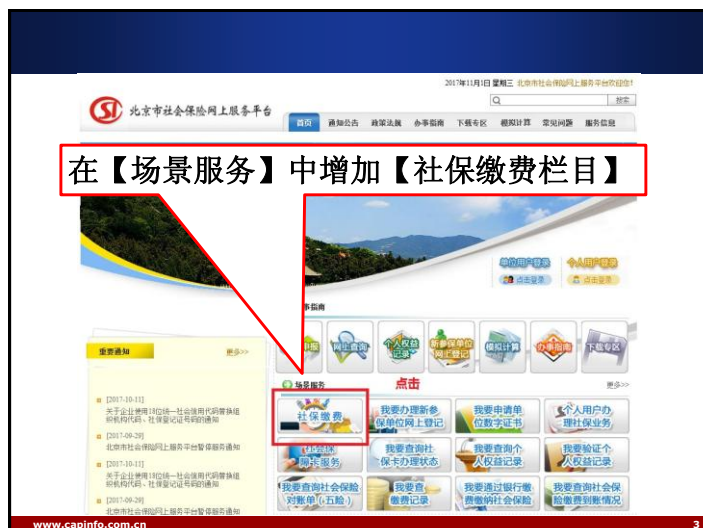 2017年11月1日 星期三 北京市社会保险网上服务平台欢迎您!
搜索
北京市社会保险网上服务平台
首页 通知公告 政策法规 办事指南 下载专区 模拟计算 常见问题 服务信息
在【场景服务】中增加【社保缴费栏目】
单位用户登录 个人用户登录
点击登录 点击登录
事指南
重要通知 更多>>
申报 网上查询 个人权益记录 新参保单位网上登记 模拟计算 办事指南 下载专区
场景服务 点击 更多>>
[2017-10-11]
关于企业使用18位统一社会信用代码替换组
织机构代码、社保登记证号码的通知
[2017-09-29]
北京市社会保险网上服务平台暂停服务通知
[2017-10-11]
关于企业使用18位统一社会信用代码替换组
织机构代码、社保登记证号码的通知
[2017-09-29]
北京市社会保险网上服务平台暂停服务通知
社保缴费
我要办理新参
保单位网上登记
我要申请单
位数字证书
个人用户办
理社保业务
网卡服务
我要查询社
保卡办理状态
我要查询个
人权益记录
我要验证个
人权益记录
我要查询社会保险
对账单(五险)
我要查
缴费记录
我要通过银行缴
费缴纳社会保险
我要查询社会保
险缴费到账情况
www.capinfo.com.cn
3